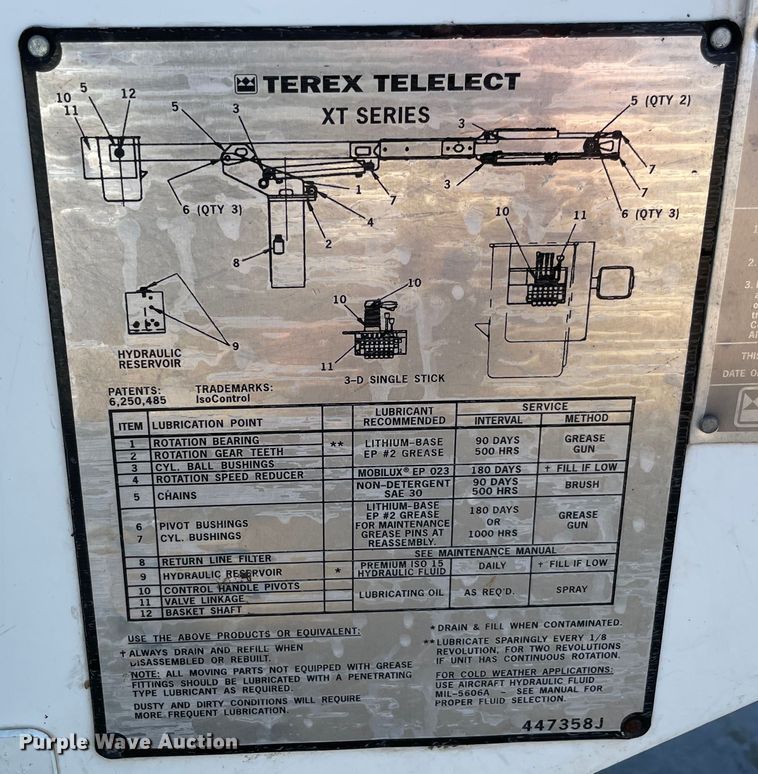 TEREX TELELECT
XT SERIES
5
10
11
12
5
3
3
5 (QTY 2)
7
7
6 (QTY 3)
1
7
4
2
3
6 (QTY 3)
8
10
11
10
10
11
9
HYDRAULIC
RESERVOIR
3-D SINGLE STICK
PATENTS:
6,250,485
TRADEMARKS:
IsoControl
ITEM LUBRICATION POINT LUBRICANT RECOMMENDED SERVICE INTERVAL METHOD
1 ROTATION BEARING
2 ROTATION GEAR TEETH
3 CYL. BALL BUSHINGS
** LITHIUM-BASE EP #2 GREASE 90 DAYS 500 HRS GREASE GUN
4 ROTATION SPEED REDUCER MOBILUX® EP 023 180 DAYS † FILL IF LOW
5 CHAINS NON-DETERGENT SAE 30 90 DAYS 500 HRS BRUSH
6 PIVOT BUSHINGS
7 CYL. BUSHINGS
LITHIUM-BASE
EP #2 GREASE
FOR MAINTENANCE
GREASE PINS AT
REASSEMBLY.
180 DAYS
OR
1000 HRS
GREASE
GUN
8 RETURN LINE FILTER SEE MAINTENANCE MANUAL
9 HYDRAULIC RESERVOIR * PREMIUM ISO 15 HYDRAULIC FLUID DAILY † FILL IF LOW
10 CONTROL HANDLE PIVOTS
11 VALVE LINKAGE
12 BASKET SHAFT
LUBRICATING OIL AS REQ'D. SPRAY
USE THE ABOVE PRODUCTS OR EQUIVALENT:
† ALWAYS DRAIN AND REFILL WHEN
DISASSEMBLED OR REBUILT.
NOTE: ALL MOVING PARTS NOT EQUIPPED WITH GREASE
FITTINGS SHOULD BE LUBRICATED WITH A PENETRATING
TYPE LUBRICANT AS REQUIRED.
DUSTY AND DIRTY CONDITIONS WILL REQUIRE
MORE FREQUENT LUBRICATION.
* DRAIN & FILL WHEN CONTAMINATED.
** LUBRICATE SPARINGLY EVERY 1/8
REVOLUTION, FOR TWO REVOLUTIONS
IF UNIT HAS CONTINUOUS ROTATION.
FOR COLD WEATHER APPLICATIONS:
USE AIRCRAFT HYDRAULIC FLUID
MIL-5606A - SEE MANUAL FOR
PROPER FLUID SELECTION.
447358J
1.
2.
3.
THIS
DATE OF
Purple Wave Auction